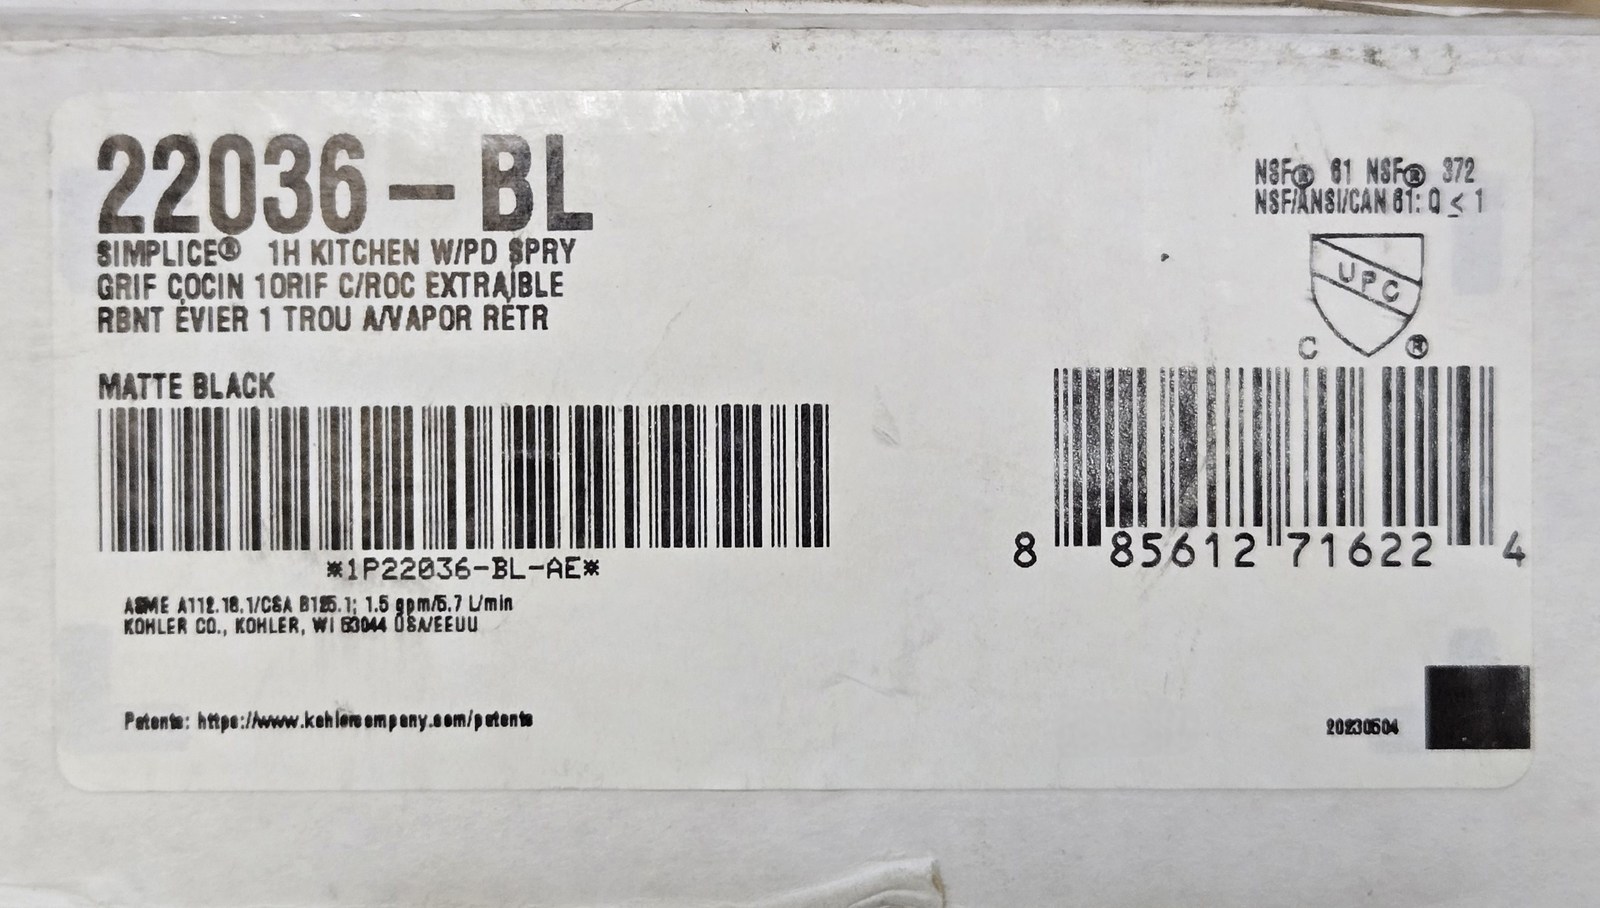 22036-BL
SIMPLICE® 1H KITCHEN W/PD SPRY
GRIF COCIN 1ORIF C/ROC EXTRAÍBLE
RBNT ÉVIER 1 TROU A/VAPOR RÉTR
MATTE BLACK
*1P22036-BL-AE*
ASME A112.18.1/CSA B125.1; 1.5 gpm/5.7 L/min
KOHLER CO., KOHLER, WI 53044 USA/EEUU
Patents: https://www.kohlercompany.com/patents
NSF® 61 NSF® 372
NSF/ANSI/CAN 61: Q ≤ 1
UPC
C ®
8 85612 71622 4
20230504